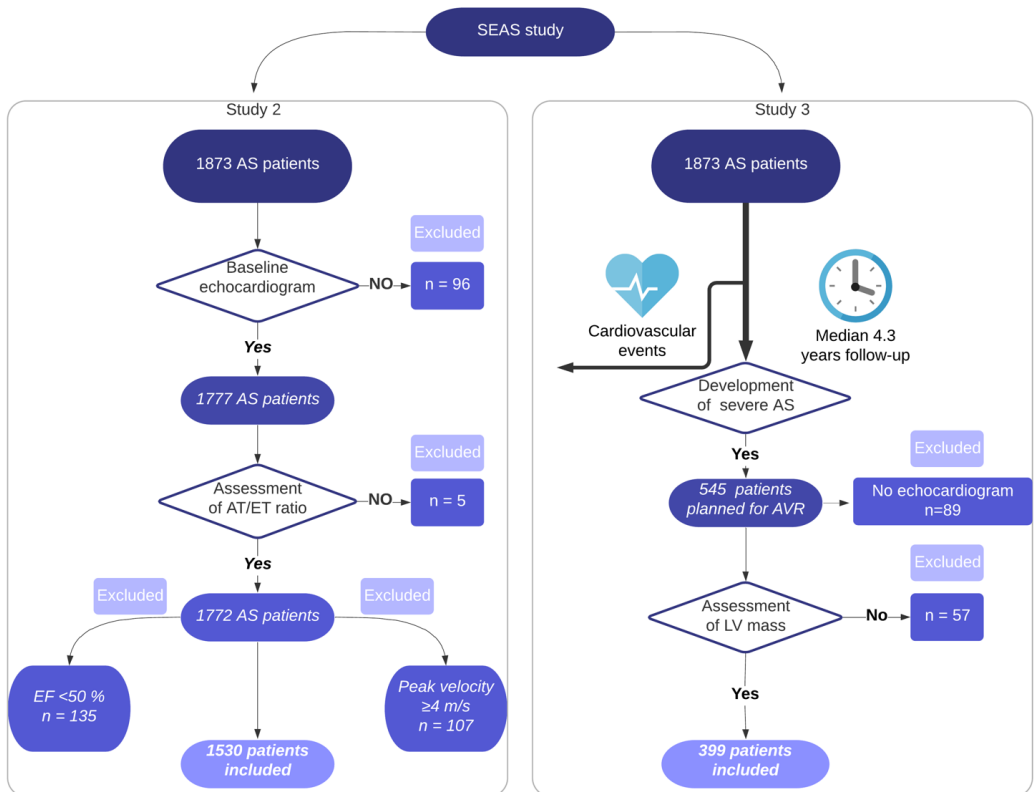 SEAS study
Study 2
1873 AS patients
Excluded
Baseline
echocardiogram
NO
n = 96
Yes
1777 AS patients
Excluded
Assessment
of AT/ET ratio
NO
n = 5
Yes
Excluded
1772 AS patients
Excluded
EF <50 %
n = 135
Peak velocity
≥4 m/s
n = 107
1530 patients
included
Study 3
1873 AS patients
Cardiovascular
events
Median 4.3
years follow-up
Development
of severe AS
Yes
Excluded
545 patients
planned for AVR
No echocardiogram
n=89
Excluded
Assessment
of LV mass
No
n = 57
Yes
399 patients
included